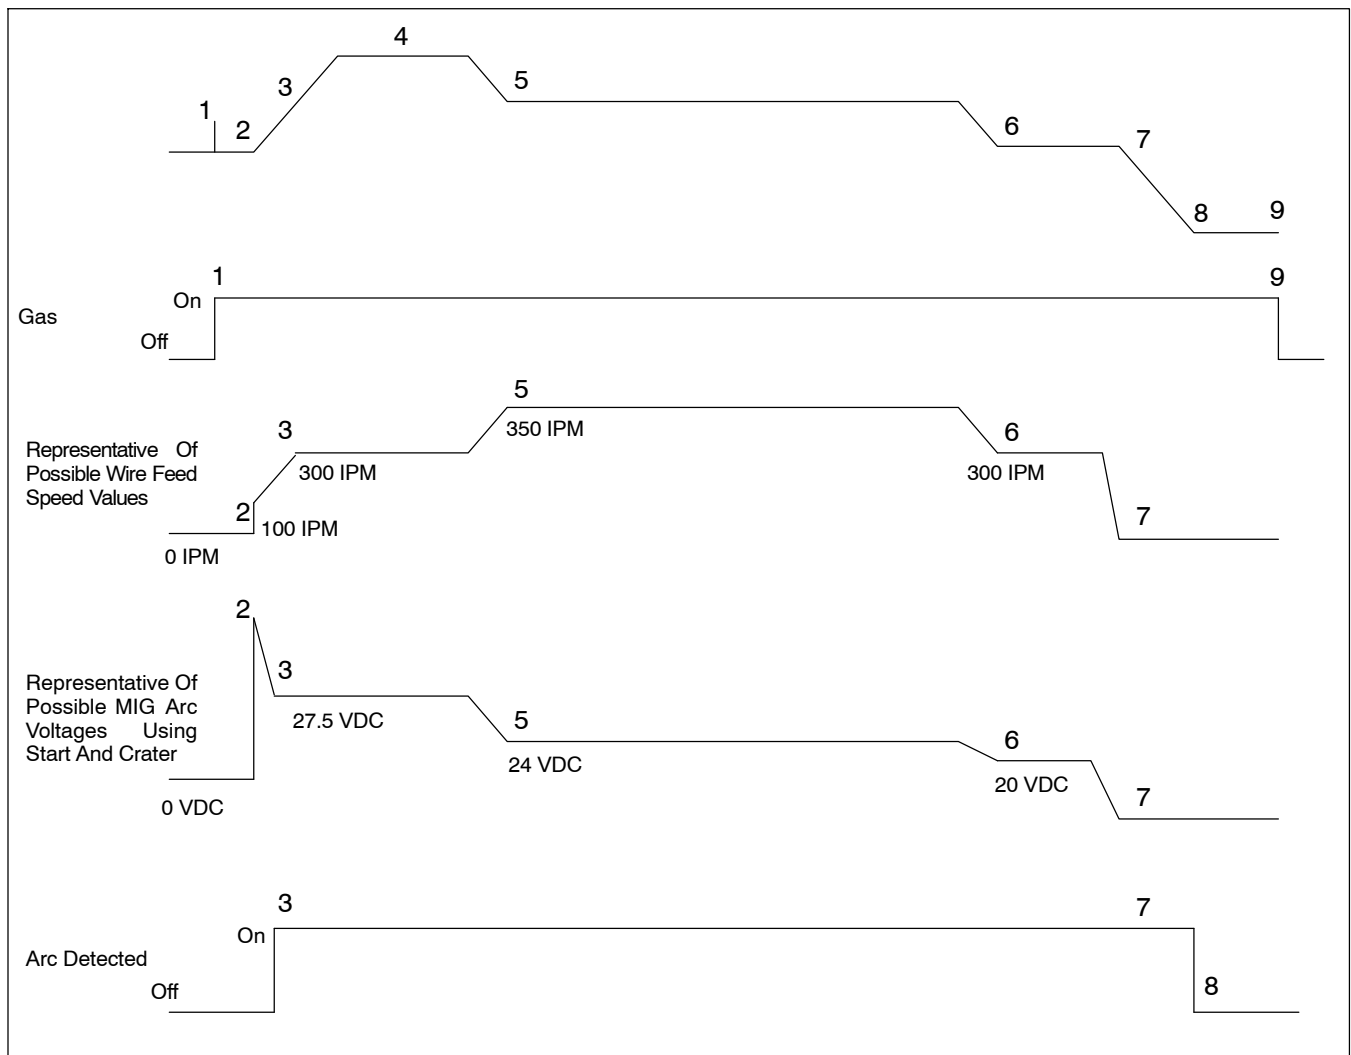 4
3
5
1
2
6
7
8
9
1
9
On
Gas
Off
5
3
350 IPM
6
Representative Of
Possible Wire Feed
Speed Values
300 IPM
300 IPM
2
100 IPM
7
0 IPM
2
3
Representative Of
Possible MIG Arc
Voltages Using
Start And Crater
27.5 VDC
5
24 VDC
6
20 VDC
7
0 VDC
3
7
On
Arc Detected
Off
8